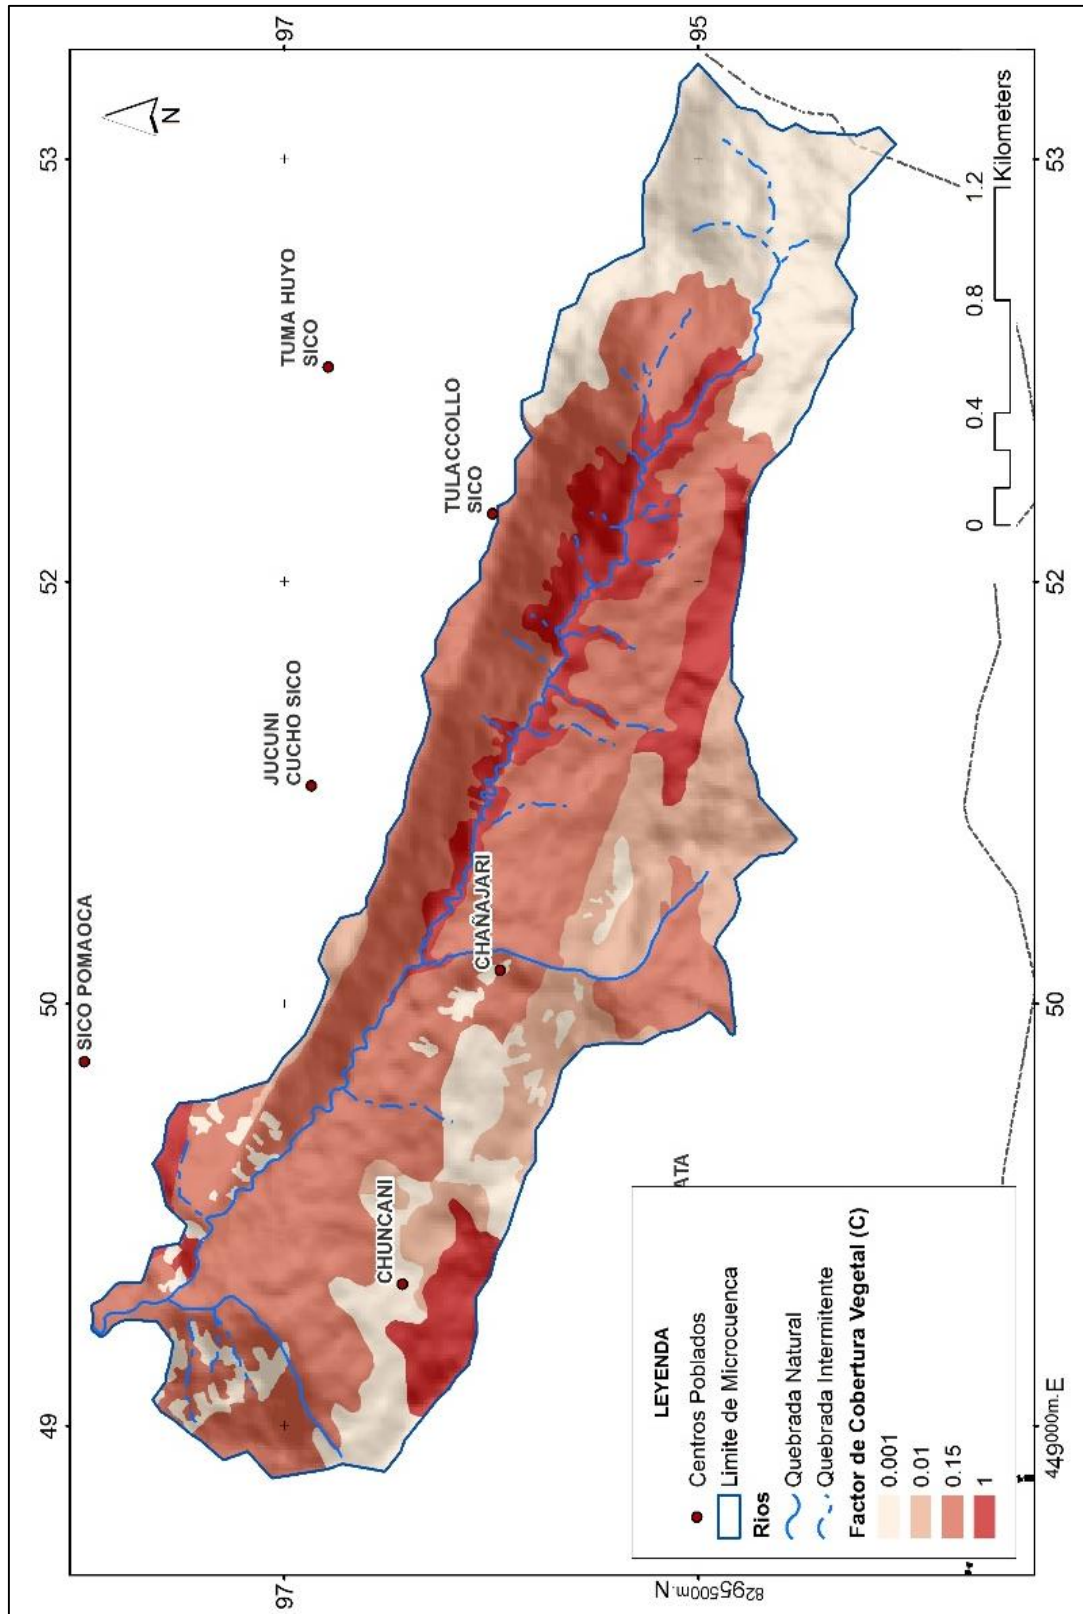 49
50
52
53
97
97
95
N
SICO POMAOCA
JUCUNI
CUCHO SICO
TUMA HUYO
SICO
TULACCOLLO
SICO
CHAÑAJARI
CHUNCANI
ATA
LEYENDA
Centros Poblados
Limite de Microcuenca
Rios
Quebrada Natural
Quebrada Intermitente
Factor de Cobertura Vegetal (C)
0.001
0.01
0.15
1
0 0.4 0.8 1.2
Kilometers
8295500m.N
449000m.E
49
50
52
53